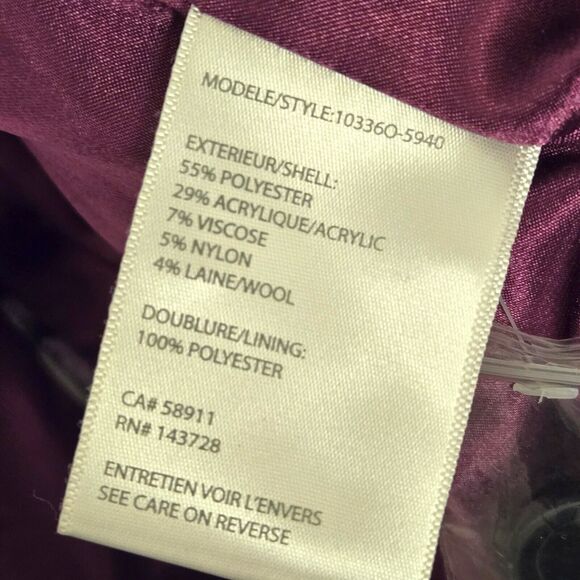 MODELE/STYLE:10336O-5940
EXTERIEUR/SHELL:
55% POLYESTER
29% ACRYLIQUE/ACRYLIC
7% VISCOSE
5% NYLON
4% LAINE/WOOL
DOUBLURE/LINING:
100% POLYESTER
CA# 58911
RN# 143728
ENTRETIEN VOIR L'ENVERS
SEE CARE ON REVERSE